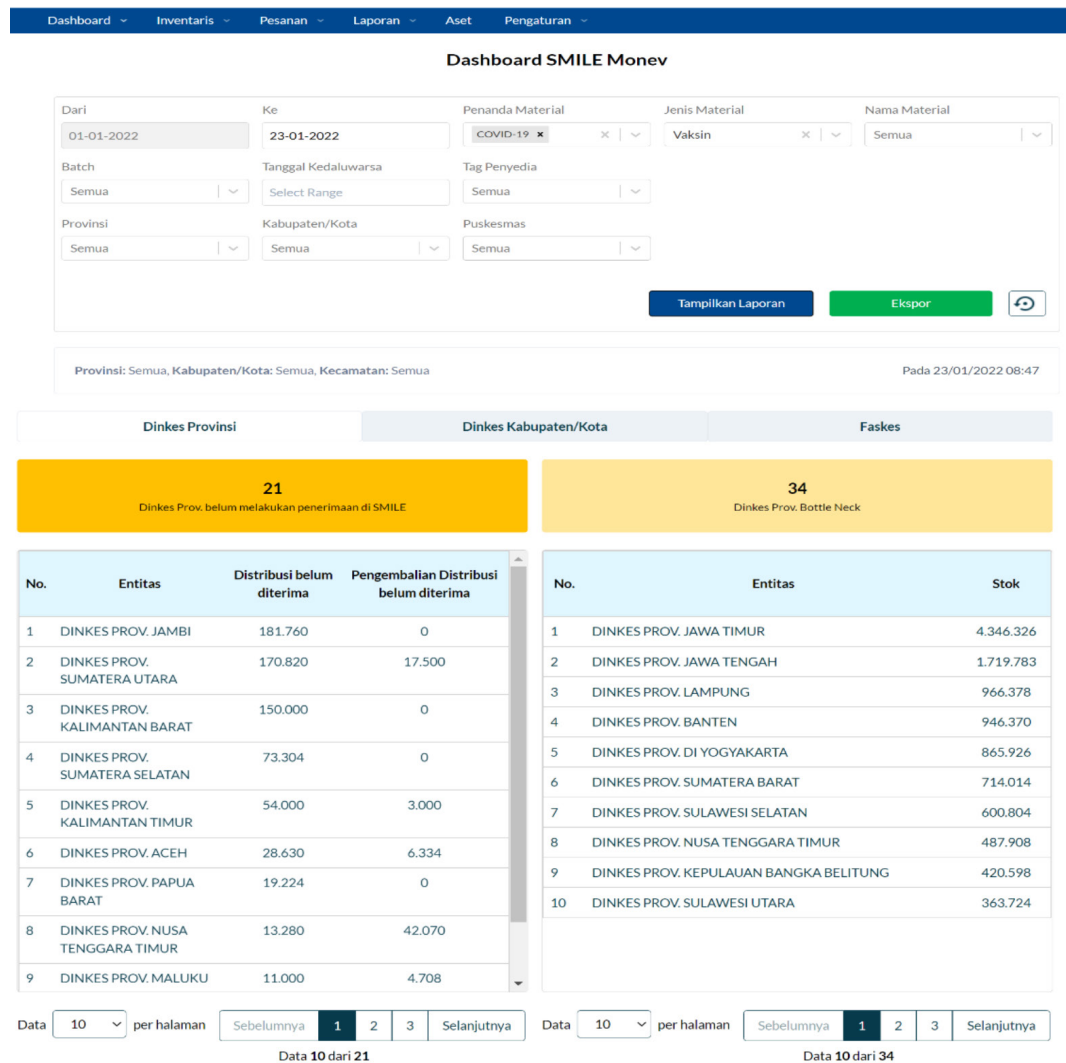 Dashboard Inventaris Pesanan Laporan Aset Pengaturan
Dashboard SMILE Monev
Dari Ke Penanda Material Jenis Material Nama Material
01-01-2022 23-01-2022 COVID-19 × Vaksin Semua
Batch Tanggal Kedaluwarsa Tag Penyedia
Semua Select Range Semua
Provinsi Kabupaten/Kota Puskesmas
Semua Semua Semua
Tampilkan Laporan Ekspor
Provinsi: Semua, Kabupaten/Kota: Semua, Kecamatan: Semua Pada 23/01/2022 08:47
Dinkes Provinsi Dinkes Kabupaten/Kota Faskes
21
Dinkes Prov. belum melakukan penerimaan di SMILE
34
Dinkes Prov. Bottle Neck
No. Entitas Distribusi belum diterima Pengembalian Distribusi belum diterima
1 DINKES PROV. JAMBI 181.760 0
2 DINKES PROV. SUMATERA UTARA 170.820 17.500
3 DINKES PROV. KALIMANTAN BARAT 150.000 0
4 DINKES PROV. SUMATERA SELATAN 73.304 0
5 DINKES PROV. KALIMANTAN TIMUR 54.000 3.000
6 DINKES PROV. ACEH 28.630 6.334
7 DINKES PROV. PAPUA BARAT 19.224 0
8 DINKES PROV. NUSA TENGGARA TIMUR 13.280 42.070
9 DINKES PROV. MALUKU 11.000 4.708
Data 10 per halaman Sebelumnya 1 2 3 Selanjutnya
Data 10 dari 21
No. Entitas Stok
1 DINKES PROV. JAWA TIMUR 4.346.326
2 DINKES PROV. JAWA TENGAH 1.719.783
3 DINKES PROV. LAMPUNG 966.378
4 DINKES PROV. BANTEN 946.370
5 DINKES PROV. DI YOGYAKARTA 865.926
6 DINKES PROV. SUMATERA BARAT 714.014
7 DINKES PROV. SULAWESI SELATAN 600.804
8 DINKES PROV. NUSA TENGGARA TIMUR 487.908
9 DINKES PROV. KEPULAUAN BANGKA BELITUNG 420.598
10 DINKES PROV. SULAWESI UTARA 363.724
Data 10 per halaman Sebelumnya 1 2 3 Selanjutnya
Data 10 dari 34